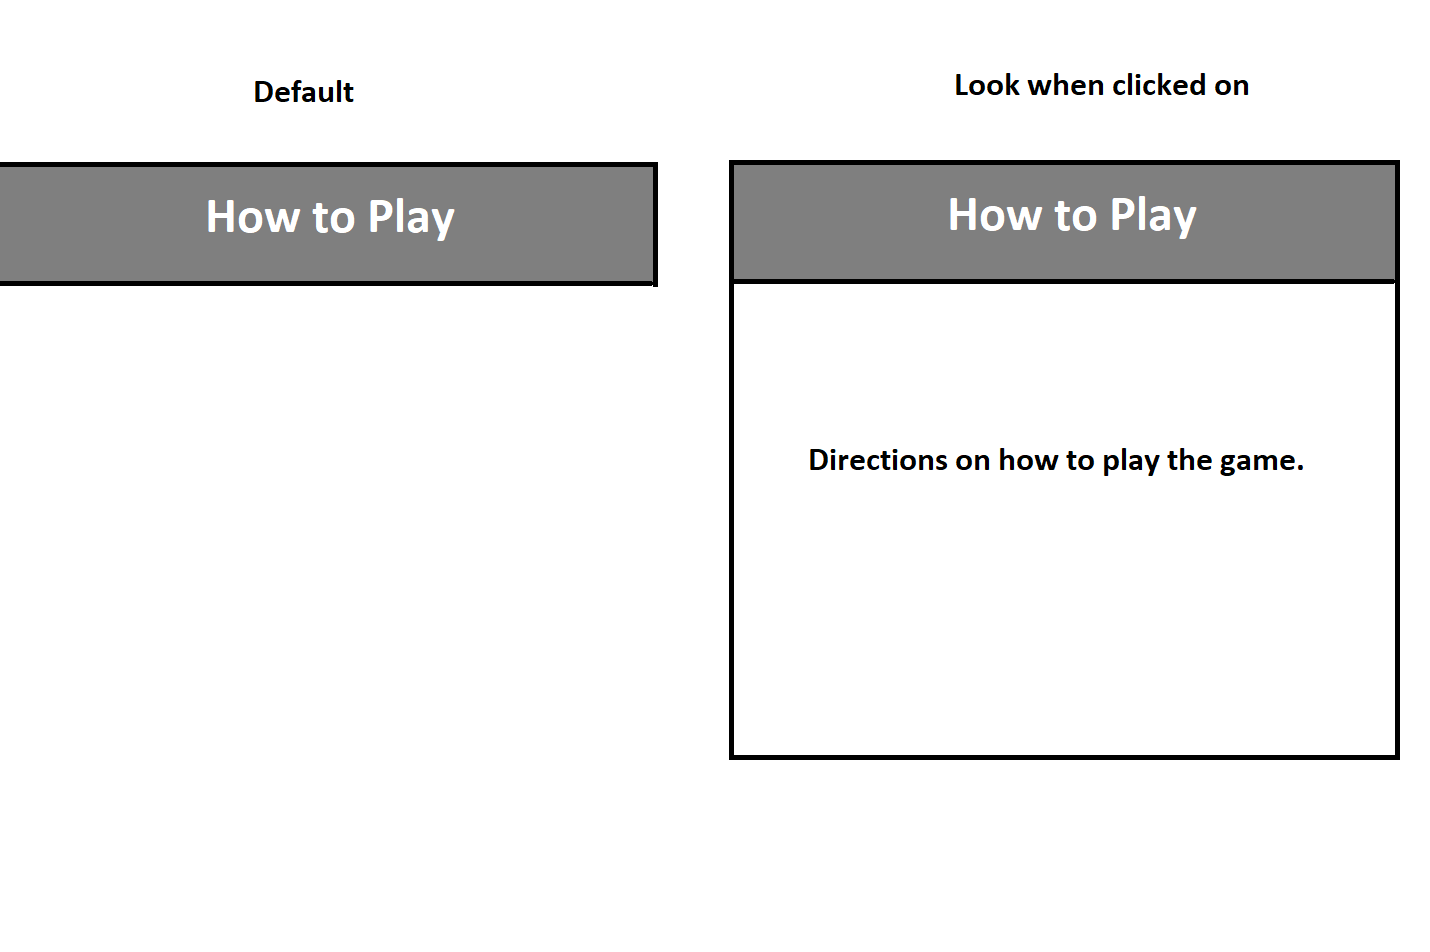 Default
Look when clicked on
How to Play
How to Play
Directions on how to play the game.